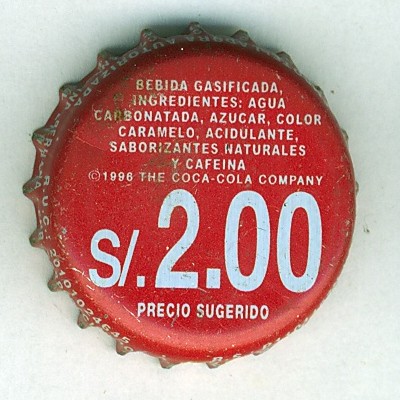 BEBIDA GASIFICADA,
INGREDIENTES: AGUA
CARBONATADA, AZUCAR, COLOR
CARAMELO, ACIDULANTE,
SABORIZANTES NATURALES
Y CAFEINA
©1996 THE COCA-COLA COMPANY
S/.2.00
PRECIO SUGERIDO